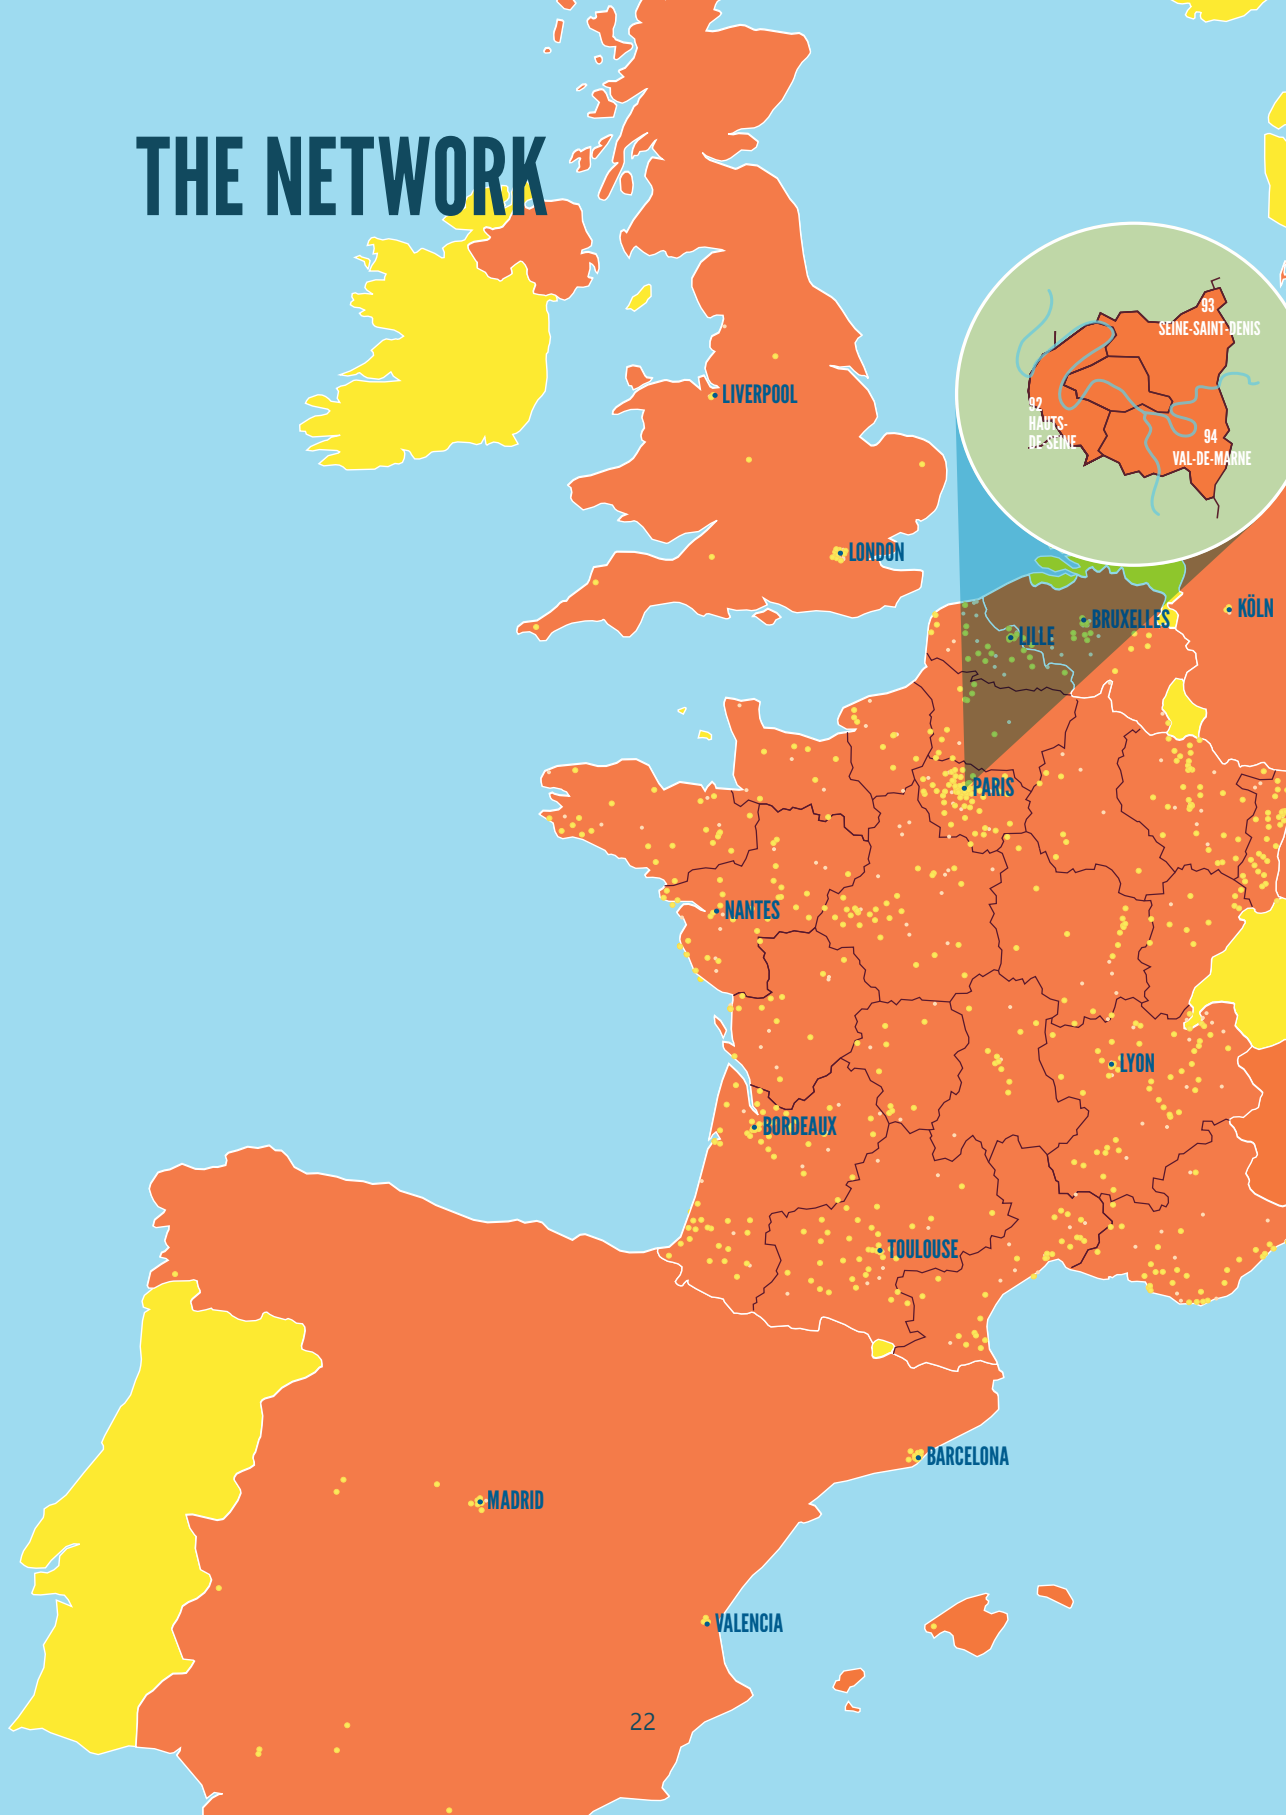 THE NETWORK
93
SEINE-SAINT-DENIS
92
HAUTS-
DE-SEINE
94
VAL-DE-MARNE
LIVERPOOL
LONDON
KÖLN
BRUXELLES
LILLE
PARIS
NANTES
LYON
BORDEAUX
TOULOUSE
BARCELONA
MADRID
VALENCIA
22